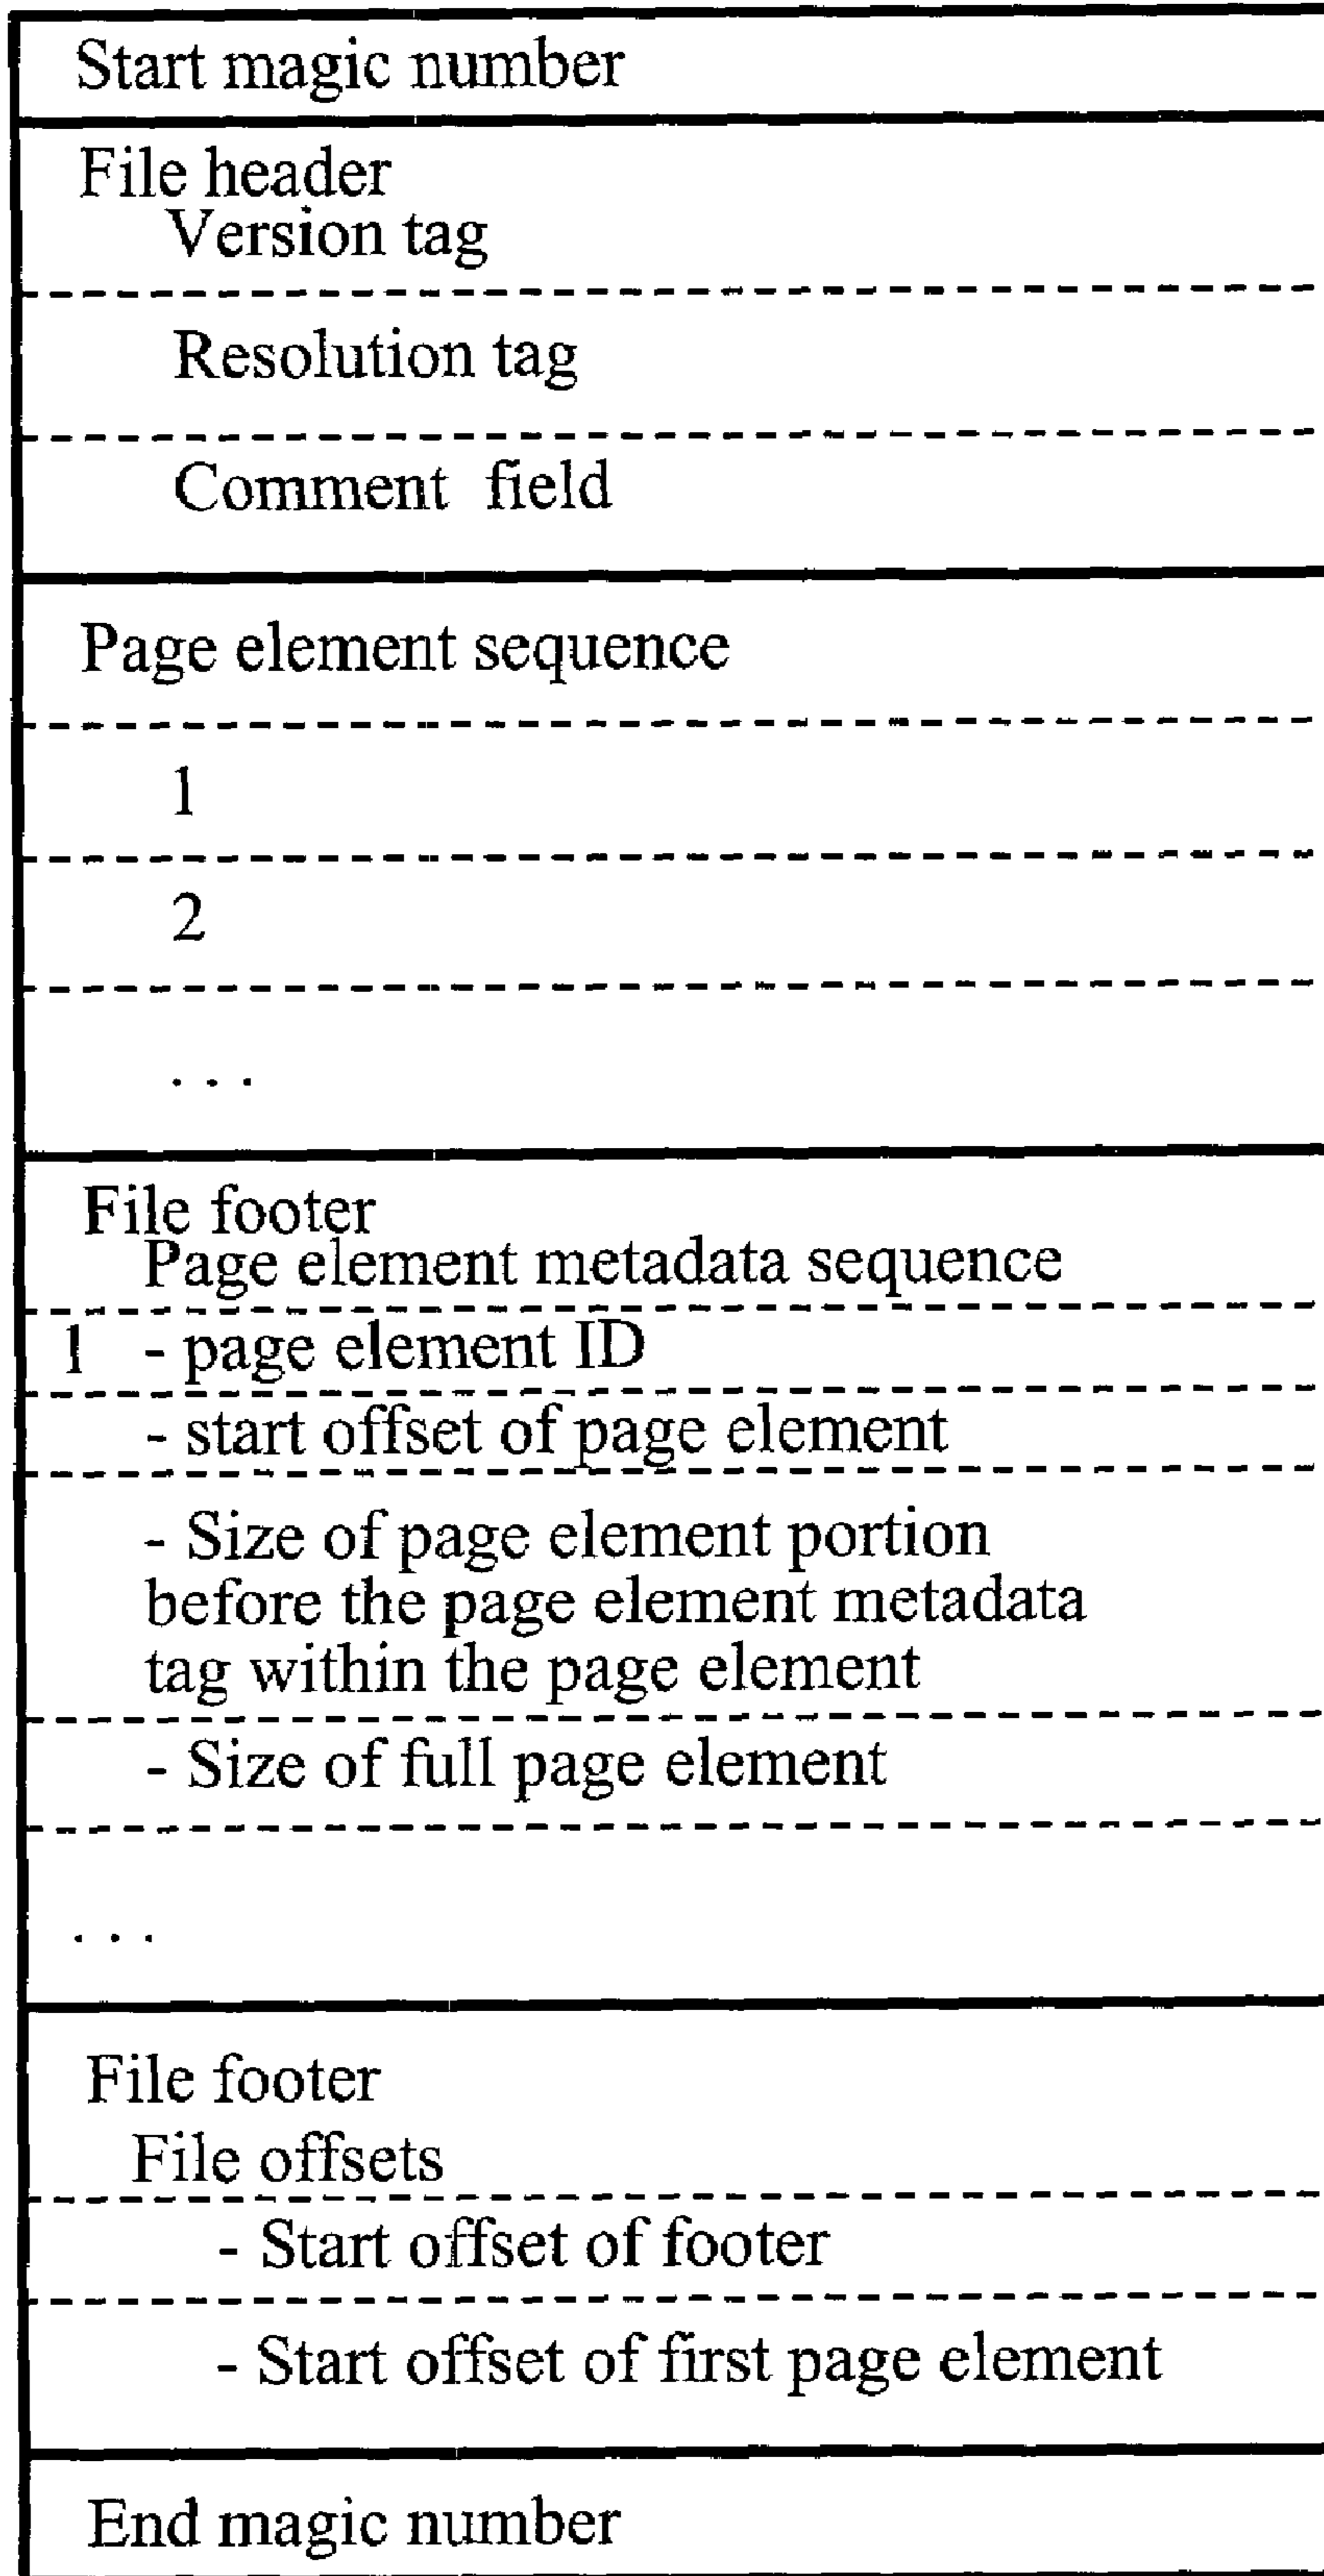 Start magic number
File header
Version tag
Resolution tag
Comment field
Page element sequence
1
2
. . .
File footer
Page element metadata sequence
1 - page element ID
- start offset of page element
- Size of page element portion
before the page element metadata
tag within the page element
- Size of full page element
. . .
File footer
File offsets
- Start offset of footer
- Start offset of first page element
End magic number